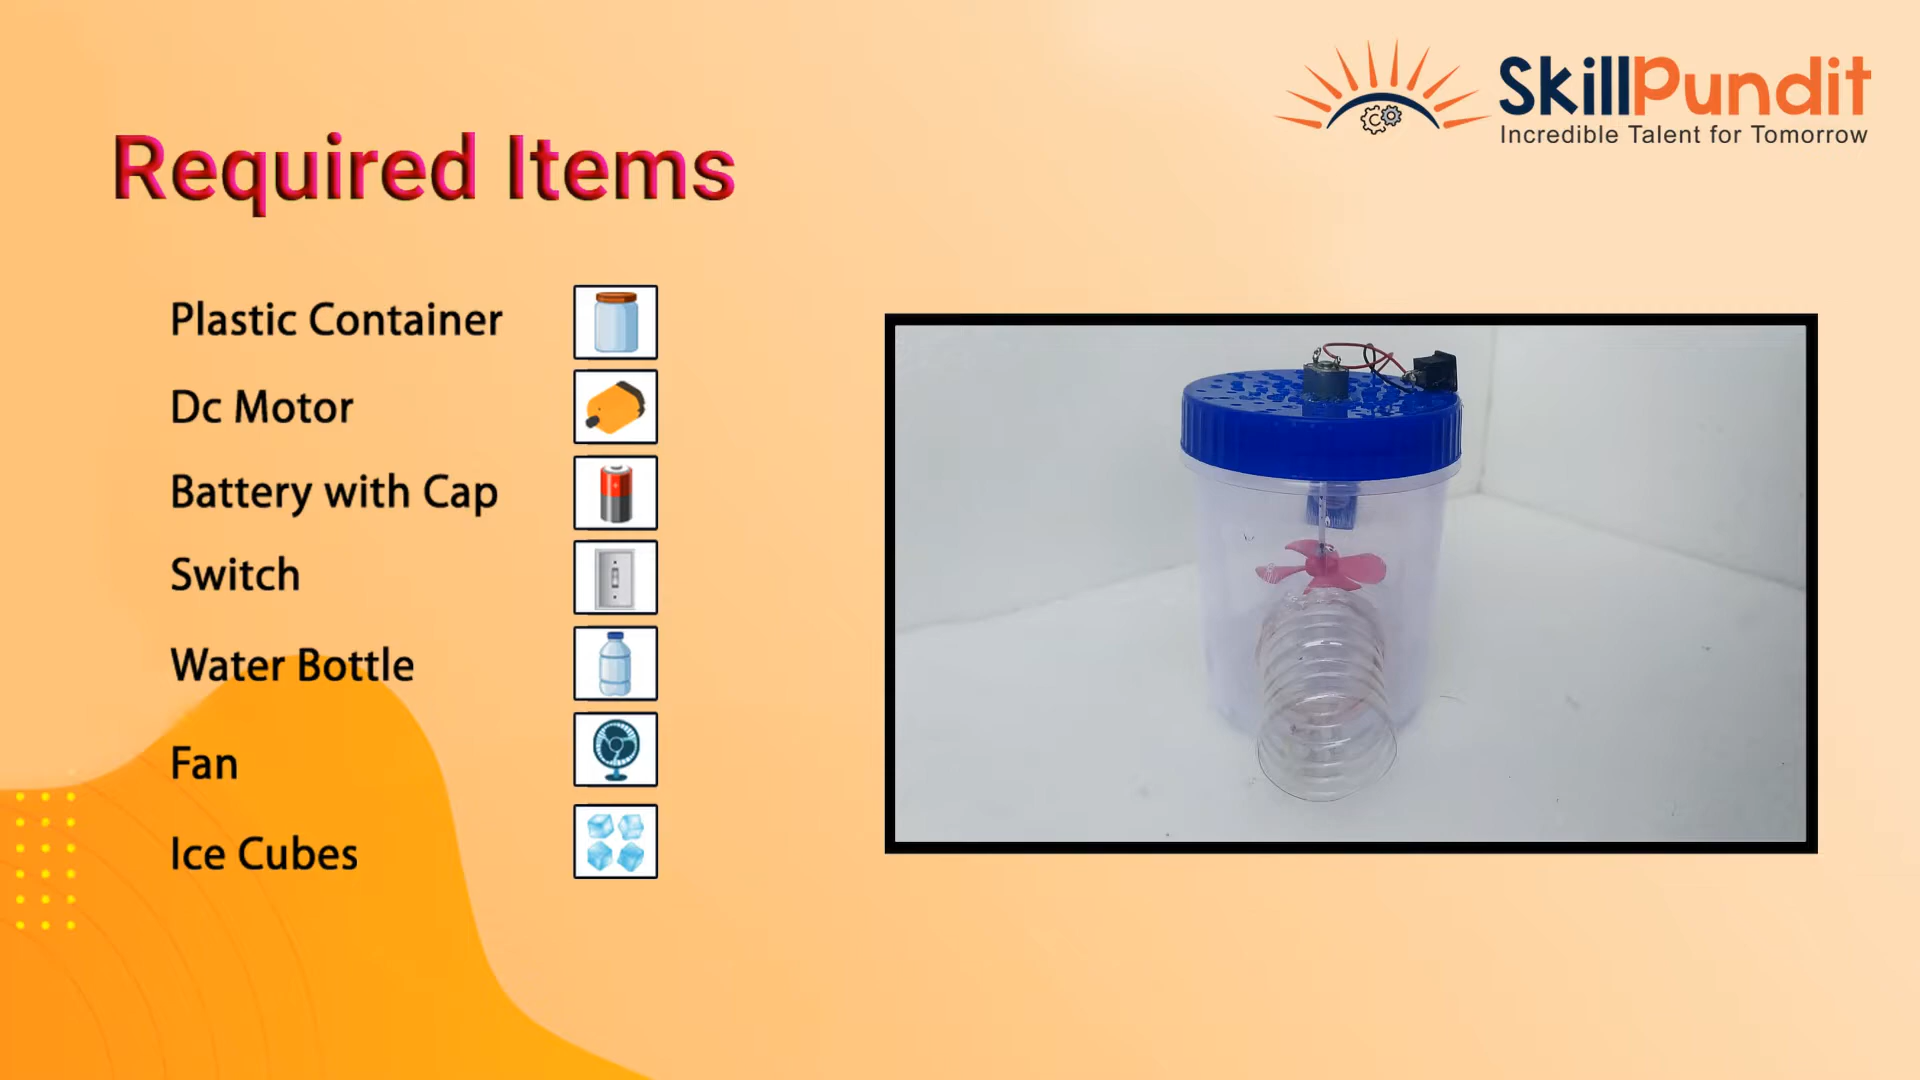 SkillPundit
Incredible Talent for Tomorrow
Required Items
Plastic Container
Dc Motor
Battery with Cap
Switch
Water Bottle
Fan
Ice Cubes